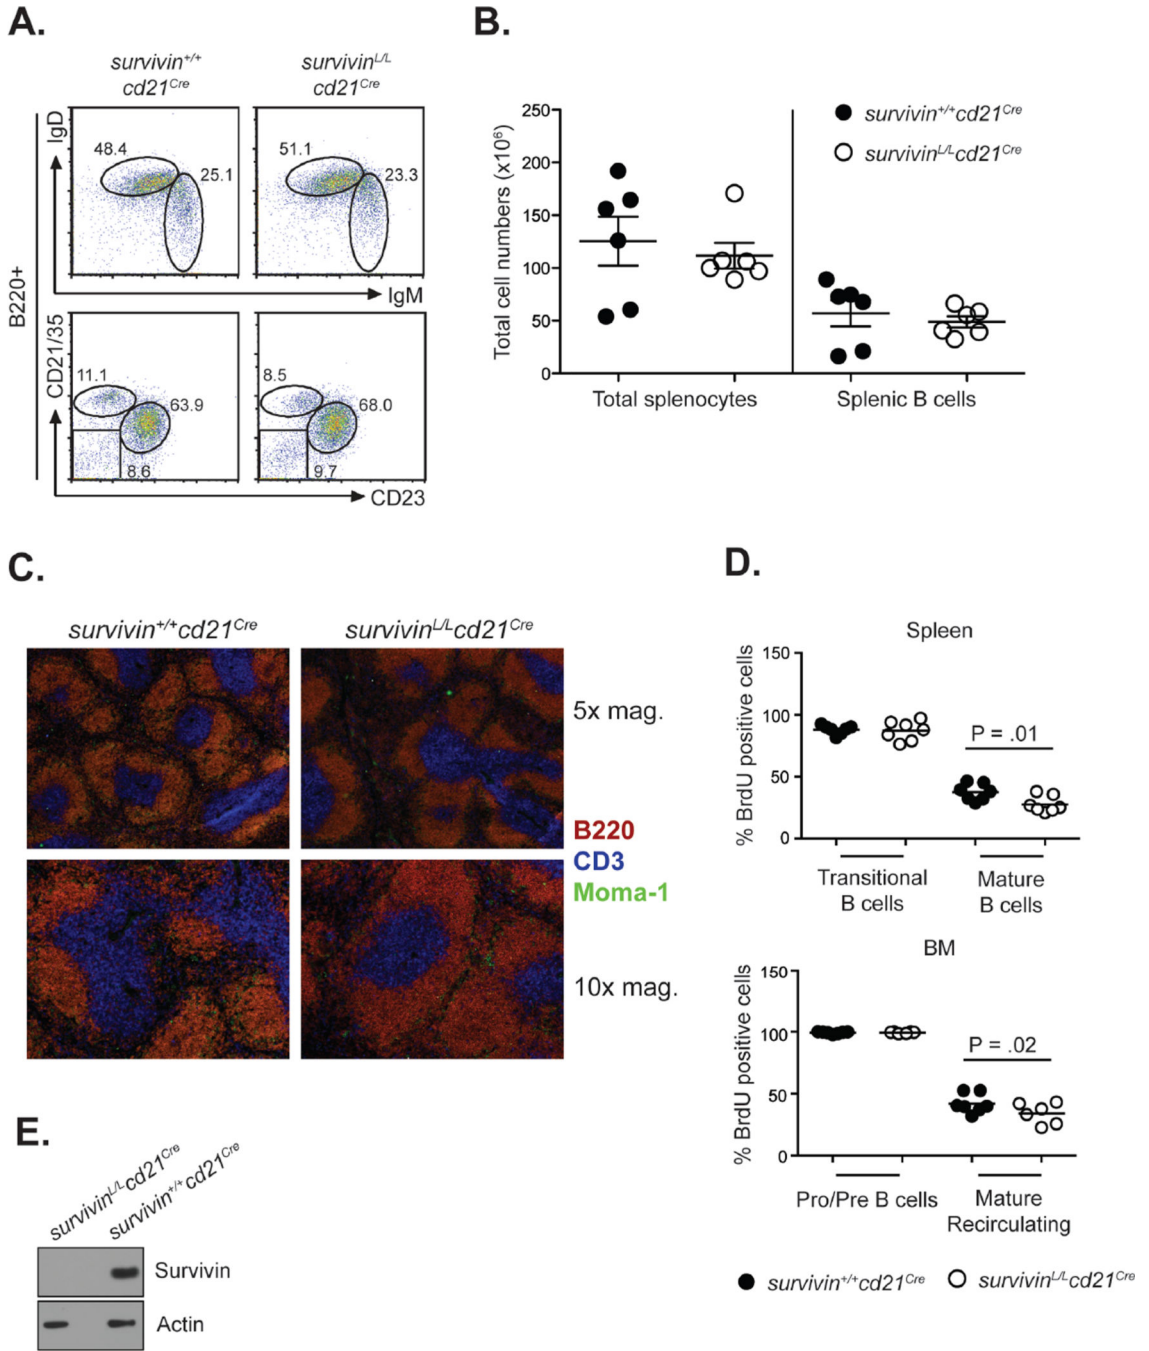 A.
survivin+/+
cd21Cre
survivinL/L
cd21Cre
B220+
IgD
48.4
25.1
51.1
23.3
IgM
CD21/35
11.1
63.9
8.6
8.5
68.0
9.7
CD23
B.
Total cell numbers (x10⁶)
250
200
150
100
50
0
survivin+/+cd21Cre
survivinL/Lcd21Cre
Total splenocytes
Splenic B cells
C.
survivin+/+cd21Cre
survivinL/Lcd21Cre
5x mag.
B220
CD3
Moma-1
10x mag.
D.
Spleen
% BrdU positive cells
150
100
50
0
P = .01
Transitional
B cells
Mature
B cells
BM
% BrdU positive cells
150
100
50
0
P = .02
Pro/Pre B cells
Mature
Recirculating
survivin+/+cd21Cre
survivinL/Lcd21Cre
E.
survivinL/Lcd21Cre
survivin+/+cd21Cre
Survivin
Actin